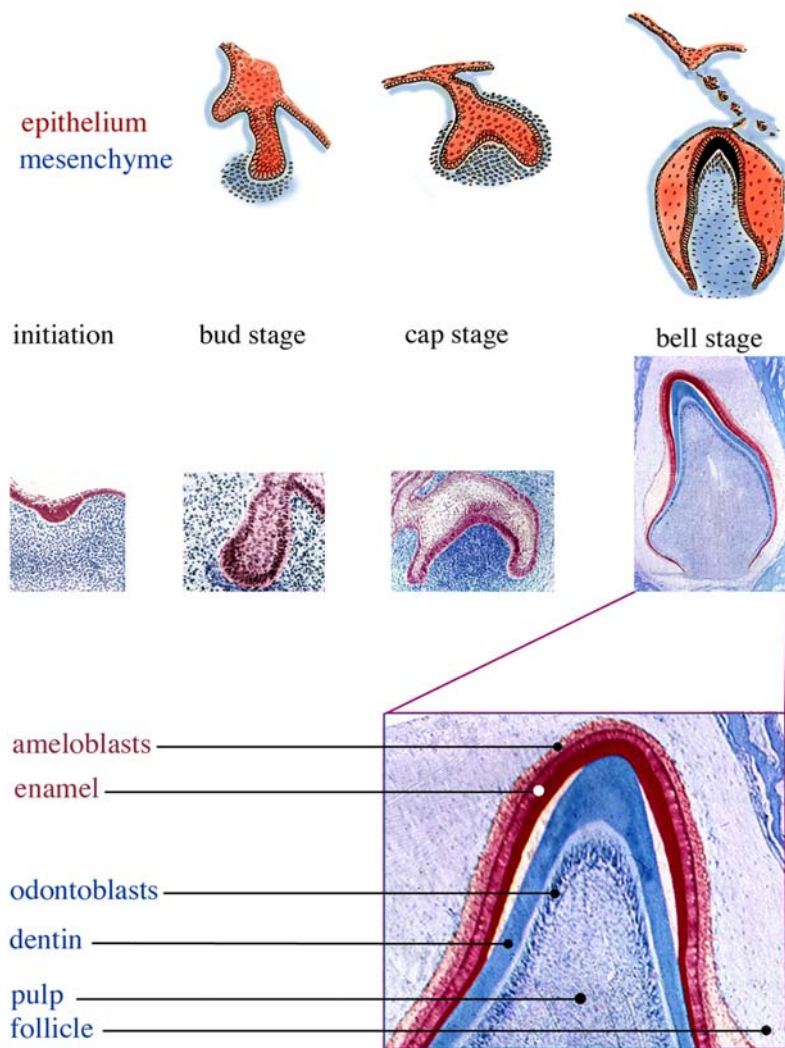 epithelium
mesenchyme
initiation
bud stage
cap stage
bell stage
ameloblasts
enamel
odontoblasts
dentin
pulp
follicle